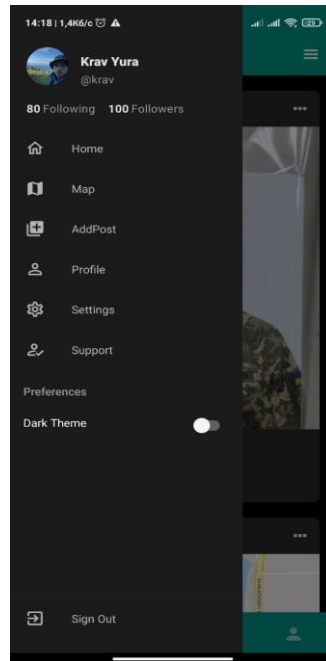 14:18 | 1,4КБ/с
Krav Yura
@krav
80 Following 100 Followers
Home
Map
AddPost
Profile
Settings
Support
Preferences
Dark Theme
Sign Out